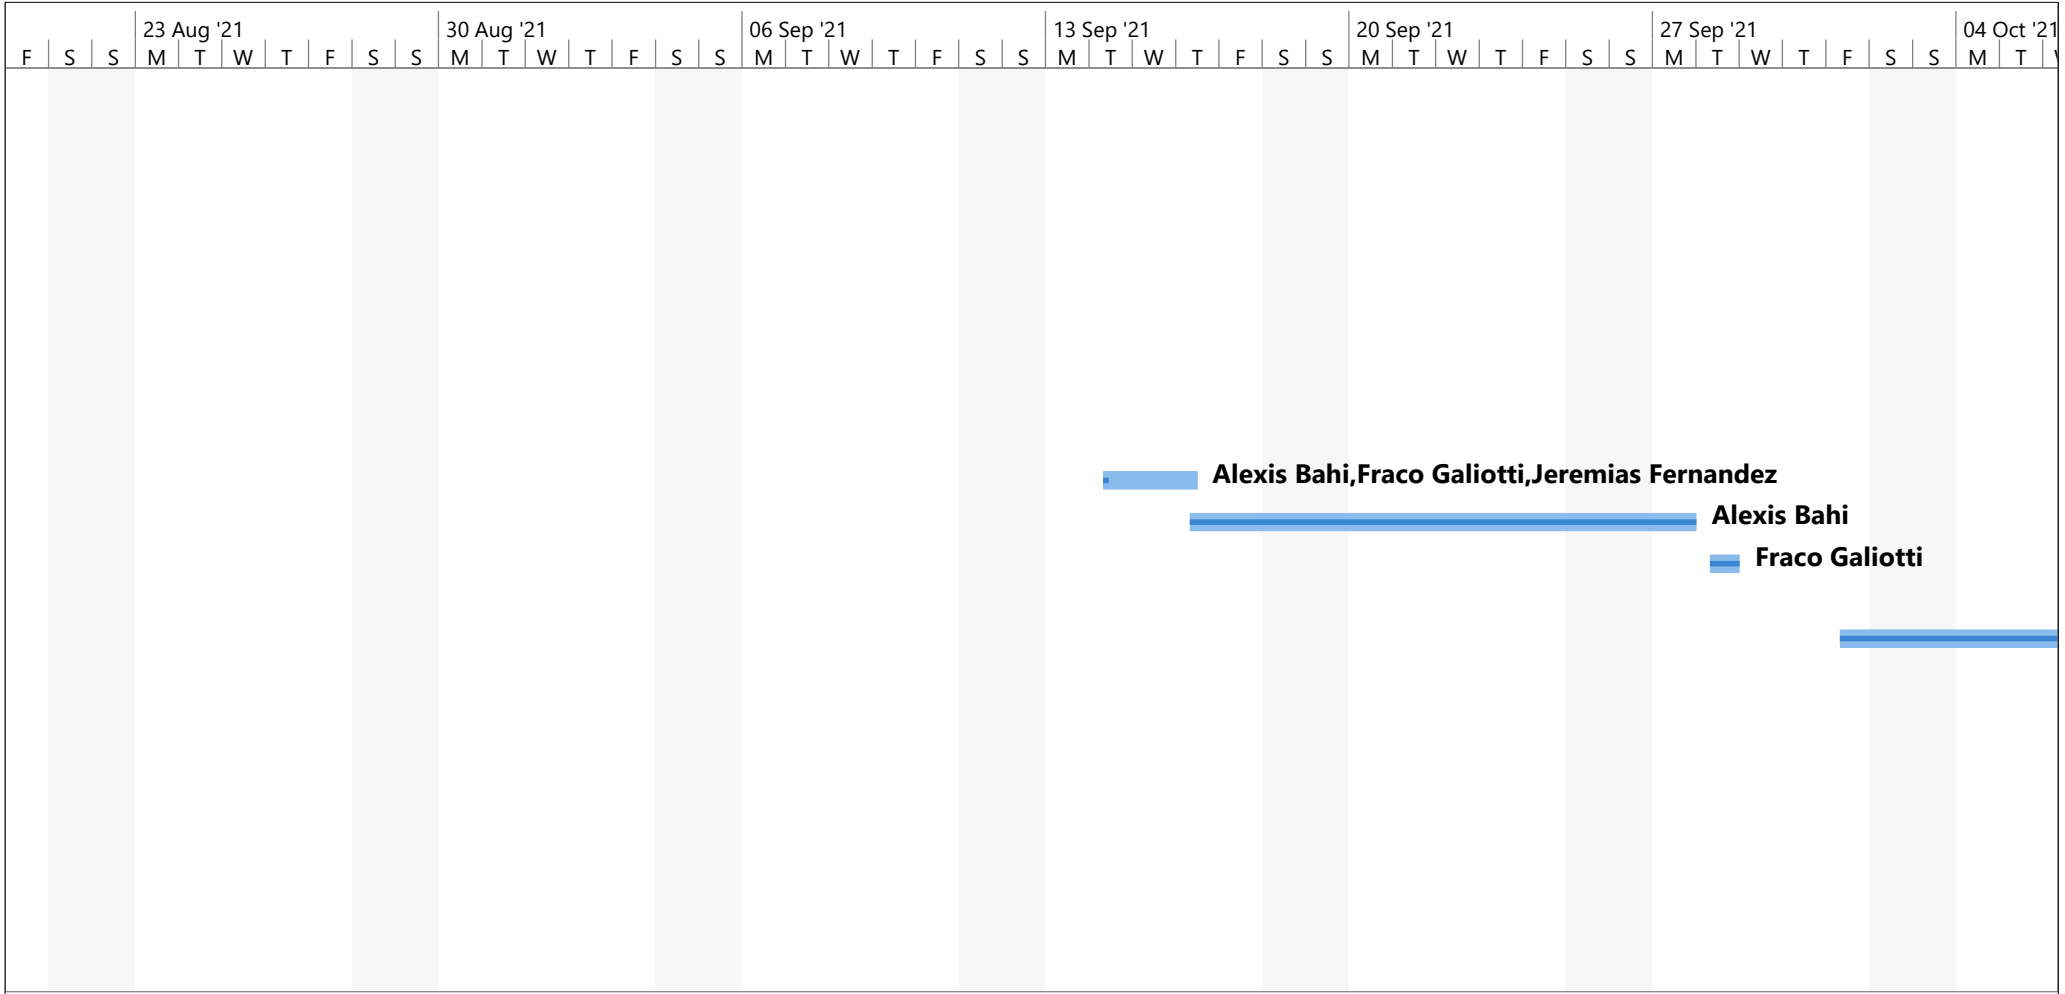 23 Aug '21 30 Aug '21 06 Sep '21 13 Sep '21 20 Sep '21 27 Sep '21 04 Oct '21
F S S M T W T F S S M T W T F S S M T W T F S S M T W T F S S M T W T F S S M T W T F S S M T
Alexis Bahi,Fraco Galiotti,Jeremias Fernandez
Alexis Bahi
Fraco Galiotti